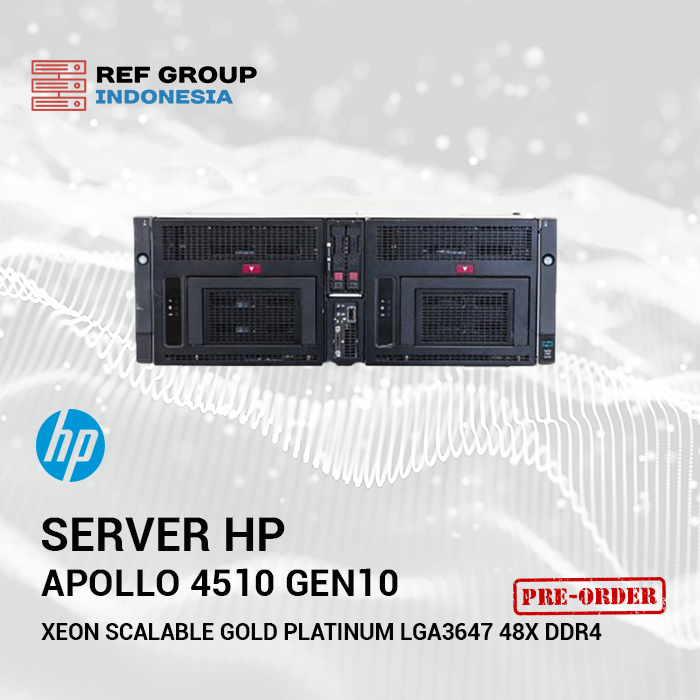 REF GROUP
INDONESIA
hp
SERVER HP
APOLLO 4510 GEN10
PRE-ORDER
XEON SCALABLE GOLD PLATINUM LGA3647 48X DDR4